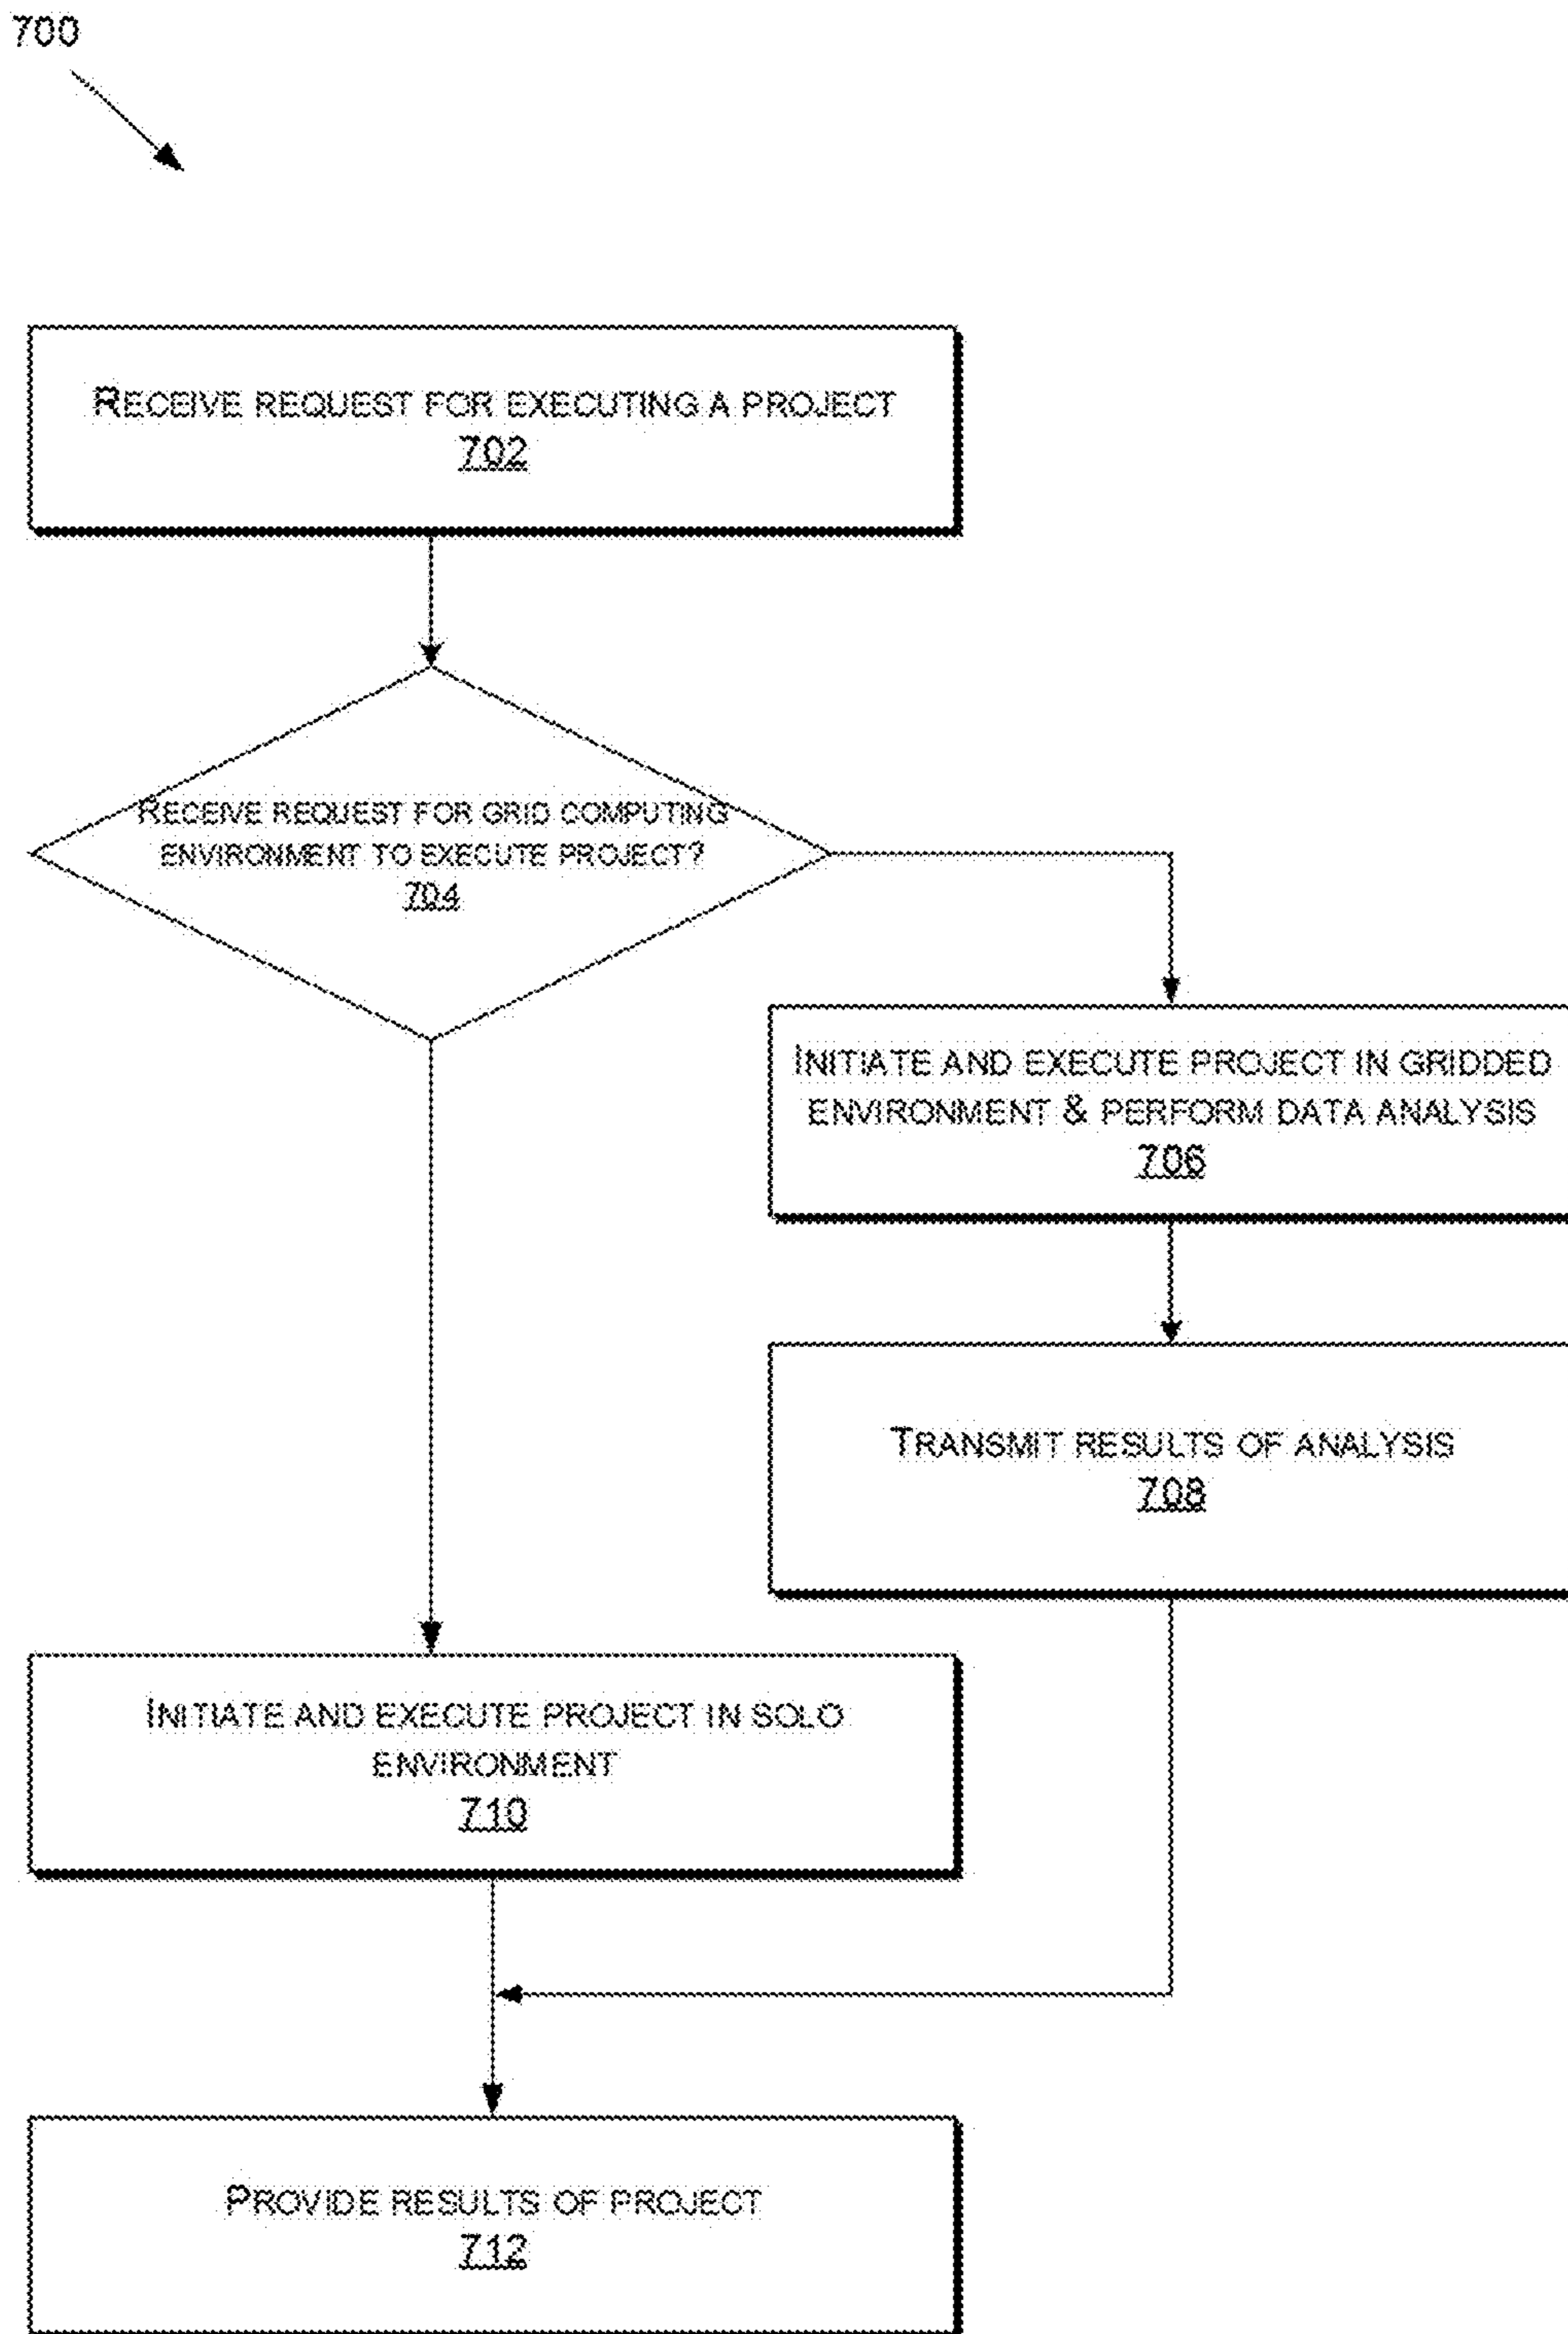 700
RECEIVE REQUEST FOR EXECUTING A PROJECT
702
RECEIVE REQUEST FOR GRID COMPUTING
ENVIRONMENT TO EXECUTE PROJECT?
704
INITIATE AND EXECUTE PROJECT IN GRIDDED
ENVIRONMENT & PERFORM DATA ANALYSIS
706
TRANSMIT RESULTS OF ANALYSIS
708
INITIATE AND EXECUTE PROJECT IN SOLO
ENVIRONMENT
710
PROVIDE RESULTS OF PROJECT
712